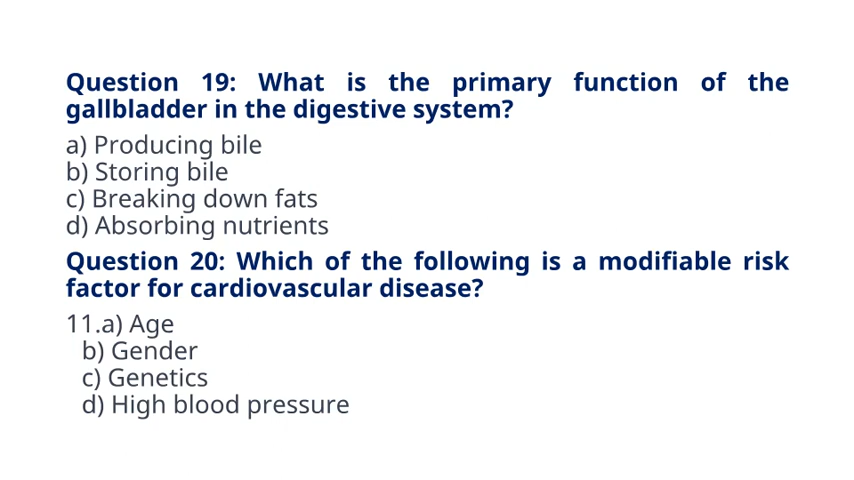 Question 19: What is the primary function of the
gallbladder in the digestive system?
a) Producing bile
b) Storing bile
c) Breaking down fats
d) Absorbing nutrients
Question 20: Which of the following is a modifiable risk
factor for cardiovascular disease?
11.a) Age
b) Gender
c) Genetics
d) High blood pressure